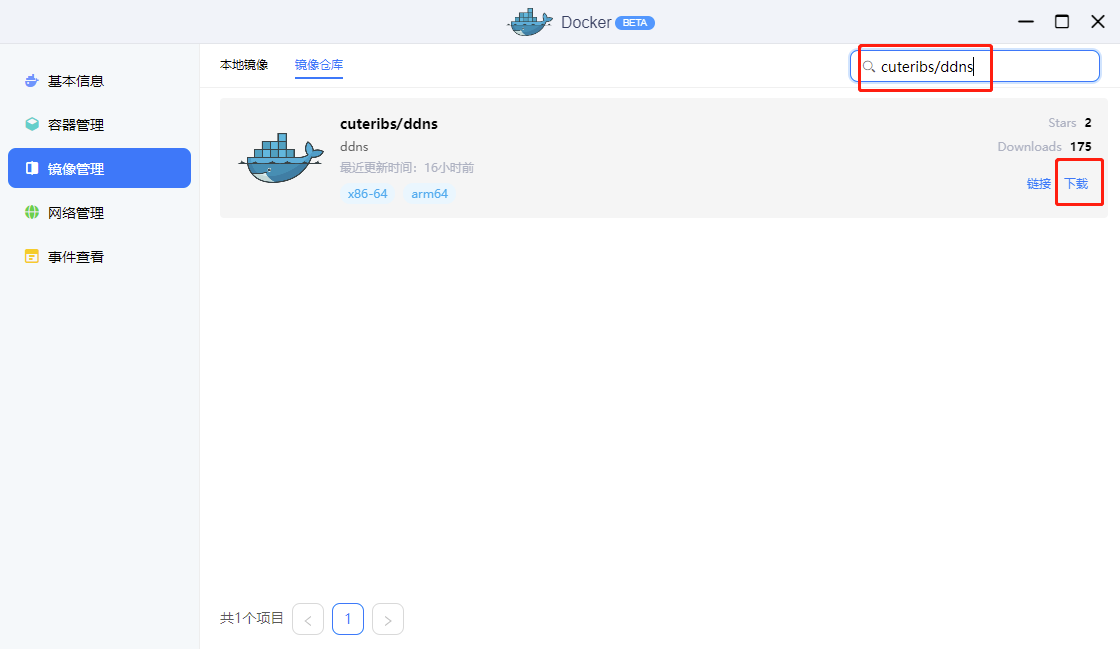 Docker BETA
基本信息
容器管理
镜像管理
网络管理
事件查看
本地镜像 镜像仓库
cuteribs/ddns
cuteribs/ddns
ddns
最近更新时间：16小时前
x86-64 arm64
Stars 2
Downloads 175
链接 下载
共1个项目 < 1 >